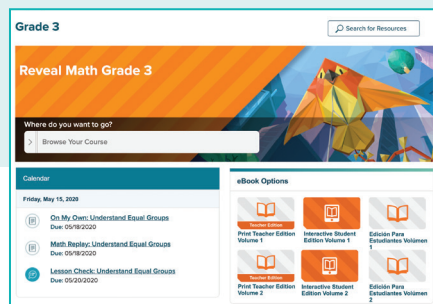 Grade 3
Search for Resources
Reveal Math Grade 3
Where do you want to go?
Browse Your Course
Calendar
Friday, May 15, 2020
On My Own: Understand Equal Groups
Due: 05/18/2020
Math Replay: Understand Equal Groups
Due: 05/18/2020
Lesson Check: Understand Equal Groups
Due: 05/20/2020
eBook Options
Teacher Edition
Print Teacher Edition
Volume 1
Interactive Student
Edition Volume 1
Edición Para
Estudiantes Volúmen
1
Teacher Edition
Print Teacher Edition
Volume 2
Interactive Student
Edition Volume 2
Edición Para
Estudiantes Volúmen
2